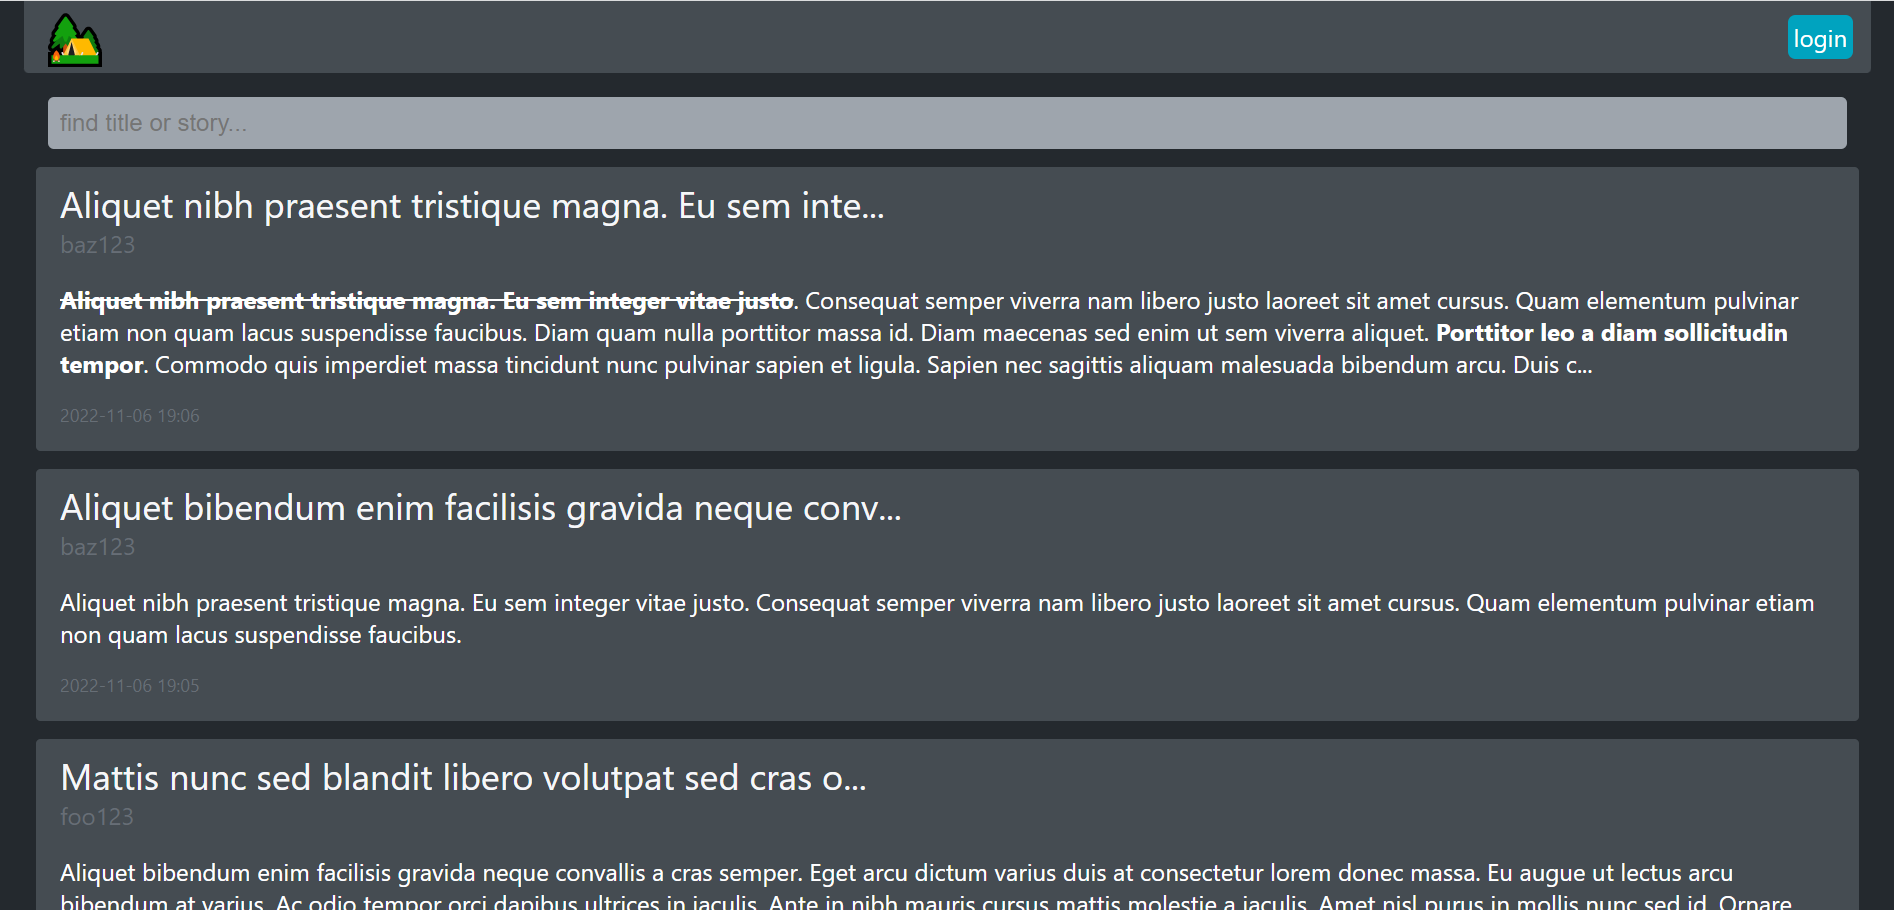 login
find title or story...
Aliquet nibh praesent tristique magna. Eu sem inte...
baz123
Aliquet nibh praesent tristique magna. Eu sem integer vitae justo. Consequat semper viverra nam libero justo laoreet sit amet cursus. Quam elementum pulvinar
etiam non quam lacus suspendisse faucibus. Diam quam nulla porttitor massa id. Diam maecenas sed enim ut sem viverra aliquet. Porttitor leo a diam sollicitudin
tempor. Commodo quis imperdiet massa tincidunt nunc pulvinar sapien et ligula. Sapien nec sagittis aliquam malesuada bibendum arcu. Duis c...
2022-11-06 19:06
Aliquet bibendum enim facilisis gravida neque conv...
baz123
Aliquet nibh praesent tristique magna. Eu sem integer vitae justo. Consequat semper viverra nam libero justo laoreet sit amet cursus. Quam elementum pulvinar etiam
non quam lacus suspendisse faucibus.
2022-11-06 19:05
Mattis nunc sed blandit libero volutpat sed cras o...
foo123
Aliquet bibendum enim facilisis gravida neque convallis a cras semper. Eget arcu dictum varius duis at consectetur lorem donec massa. Eu augue ut lectus arcu
bibendum at varius. Ac odio tempor orci dapibus ultrices in iaculis. Ante in nibh mauris cursus mattis molestie a iaculis. Amet nisl purus in mollis nunc sed id. Ornare